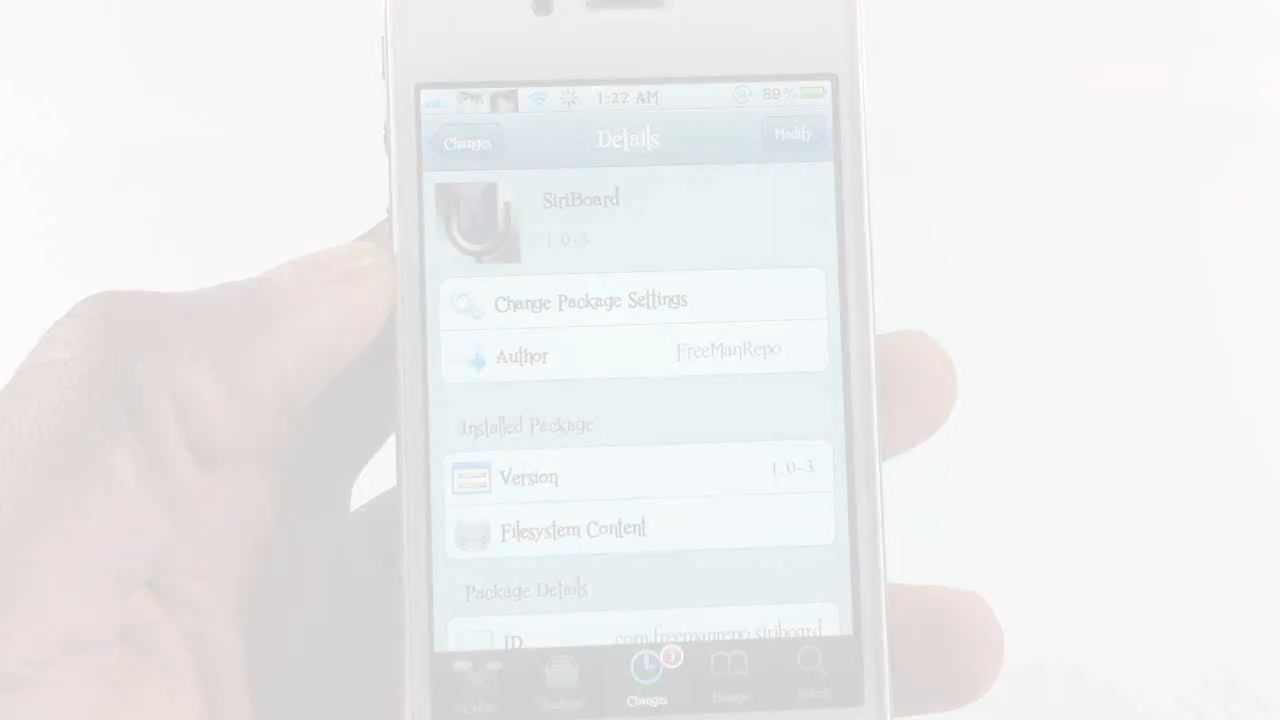 1:22 AM
89%
Changes
Details
Modify
SiriBoard
1.0-3
Change Package Settings
Author
FreeManRepo
Installed Package
Version
1.0-3
Filesystem Content
Package Details
ID
com.freemanrepo.siriboard
Changes